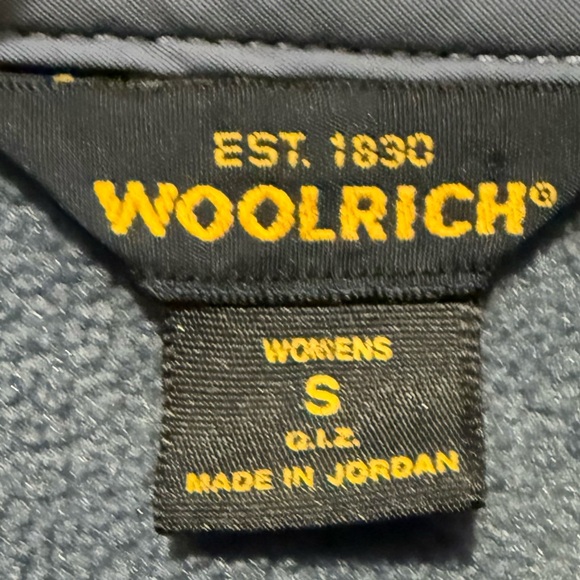 EST. 1830
WOOLRICH®
WOMENS
S
Q.I.Z.
MADE IN JORDAN